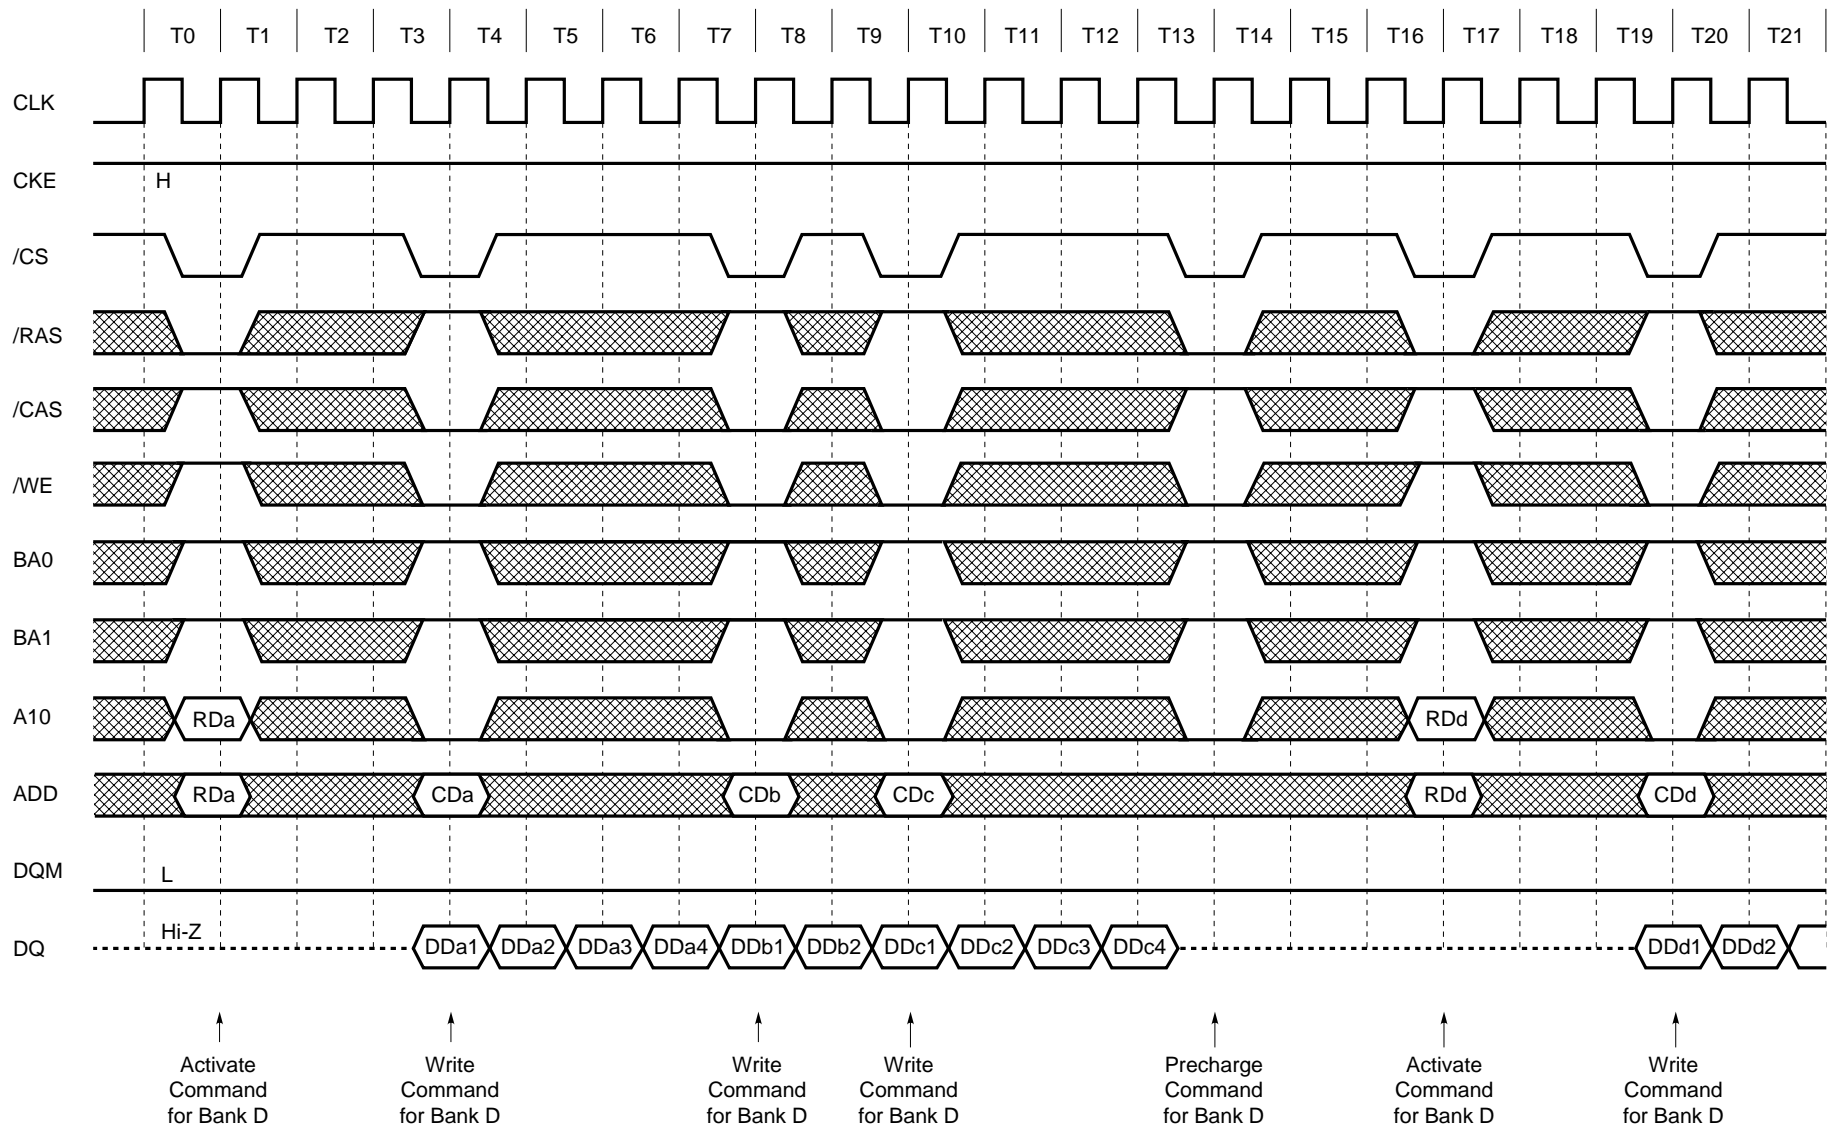 T0 T1 T2 T3 T4 T5 T6 T7 T8 T9 T10 T11 T12 T13 T14 T15 T16 T17 T18 T19 T20 T21
CLK
CKE H
/CS
/RAS
/CAS
/WE
BA0
BA1
A10 RDa RDd
ADD RDa CDa CDb CDc RDd CDd
DQM L
DQ Hi-Z DDa1 DDa2 DDa3 DDa4 DDb1 DDb2 DDc1 DDc2 DDc3 DDc4 DDd1 DDd2
Activate
Command
for Bank D
Write
Command
for Bank D
Write
Command
for Bank D
Write
Command
for Bank D
Precharge
Command
for Bank D
Activate
Command
for Bank D
Write
Command
for Bank D